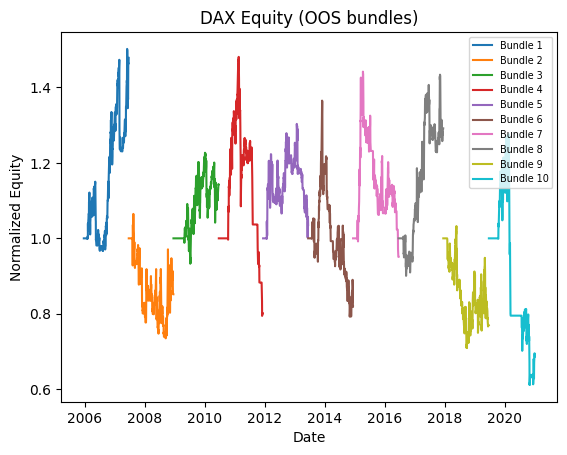 DAX Equity (OOS bundles)
Normalized Equity
1.4
1.2
1.0
0.8
0.6
Bundle 1
Bundle 2
Bundle 3
Bundle 4
Bundle 5
Bundle 6
Bundle 7
Bundle 8
Bundle 9
Bundle 10
2006 2008 2010 2012 2014 2016 2018 2020
Date